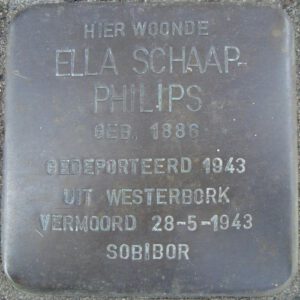 HIER WOONDE
ELLA SCHAAP-
PHILIPS
GEB. 1886
GEDEPORTEERD 1943
UIT WESTERBORK
VERMOORD 28-5-1943
SOBIBOR